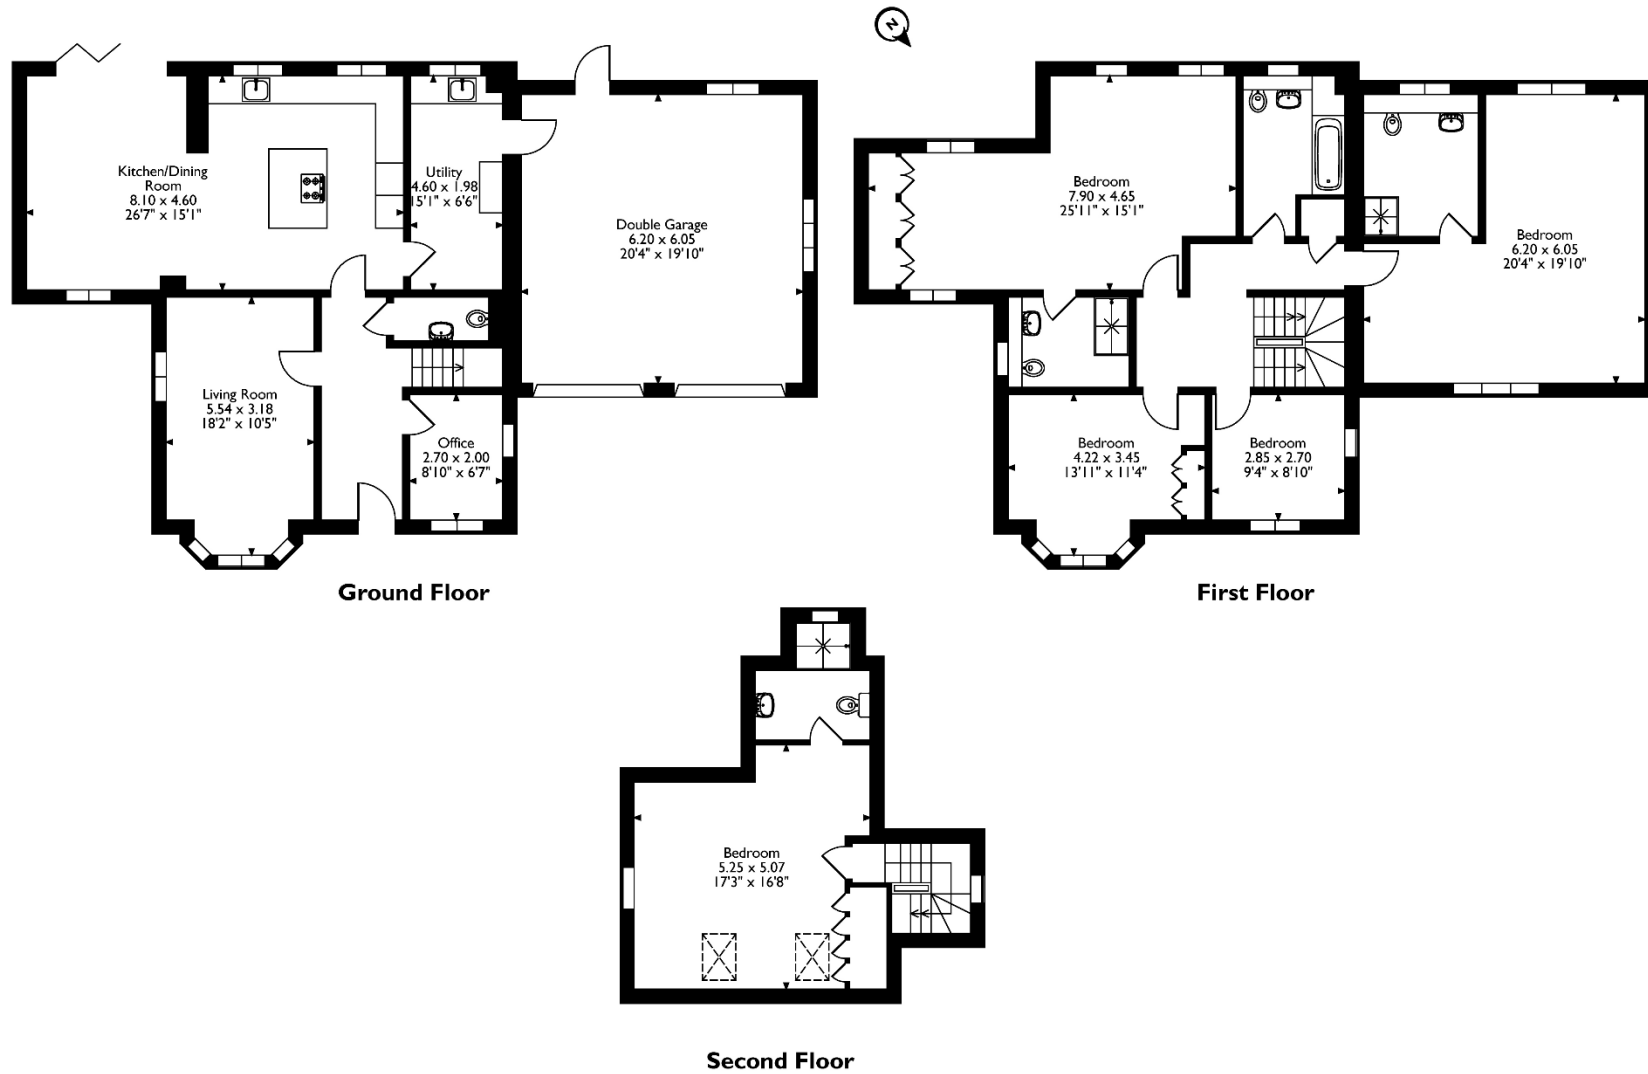 N
Kitchen/Dining
Room
8.10 x 4.60
26'7" x 15'1"
Utility
4.60 x 1.98
15'1" x 6'6"
Double Garage
6.20 x 6.05
20'4" x 19'10"
Living Room
5.54 x 3.18
18'2" x 10'5"
Office
2.70 x 2.00
8'10" x 6'7"
Ground Floor
Bedroom
7.90 x 4.65
25'11" x 15'1"
Bedroom
6.20 x 6.05
20'4" x 19'10"
Bedroom
4.22 x 3.45
13'11" x 11'4"
Bedroom
2.85 x 2.70
9'4" x 8'10"
First Floor
Bedroom
5.25 x 5.07
17'3" x 16'8"
Second Floor